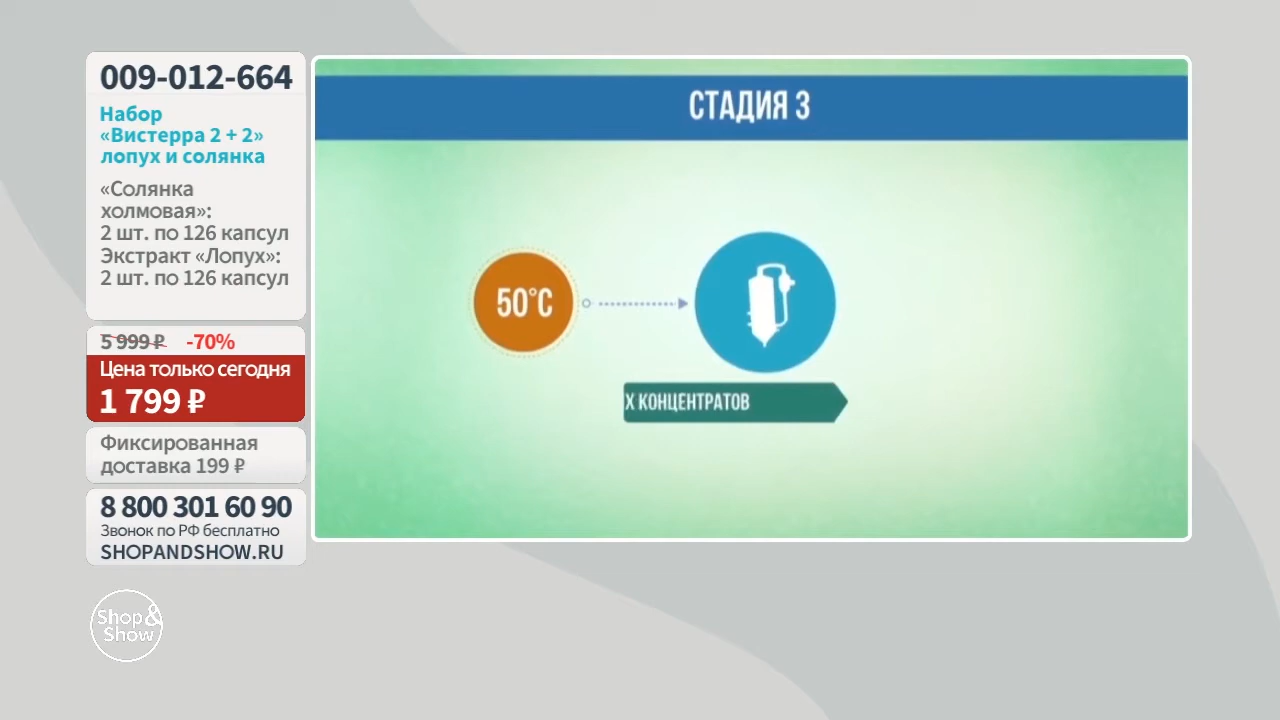 009-012-664
Набор
«Вистерра 2 + 2»
лопух и солянка
«Солянка
холмовая»:
2 шт. по 126 капсул
Экстракт «Лопух»:
2 шт. по 126 капсул
5 999 ₽ -70%
Цена только сегодня
1 799 ₽
Фиксированная
доставка 199 ₽
8 800 301 60 90
Звонок по РФ бесплатно
SHOPANDSHOW.RU
Shop&
Show
СТАДИЯ 3
50°C
Х КОНЦЕНТРАТОВ